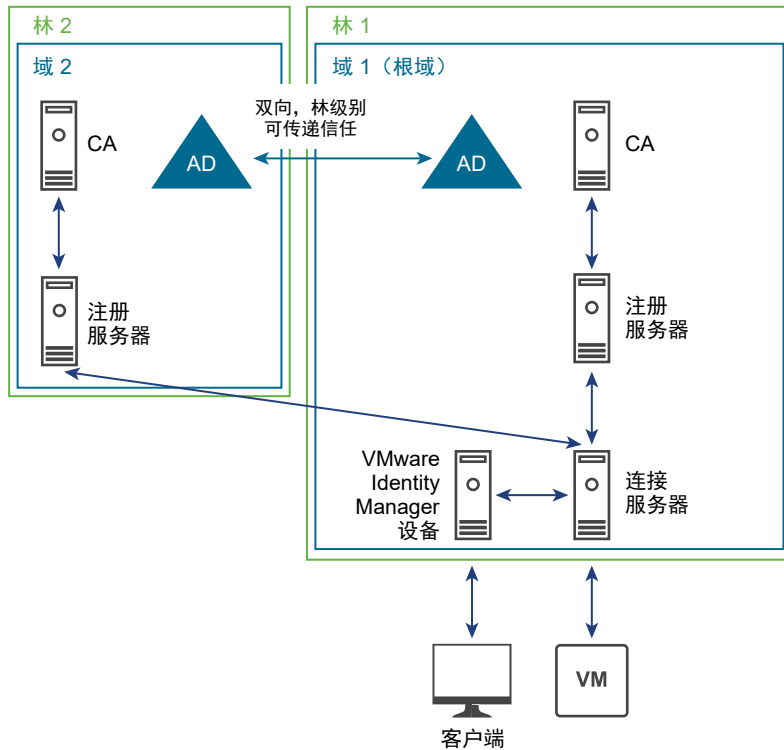 林 2
域 2
CA
AD
注册
服务器
双向，林级别
可传递信任
林 1
域 1（根域）
AD
CA
注册
服务器
VMware
Identity
Manager
设备
连接
服务器
客户端
VM